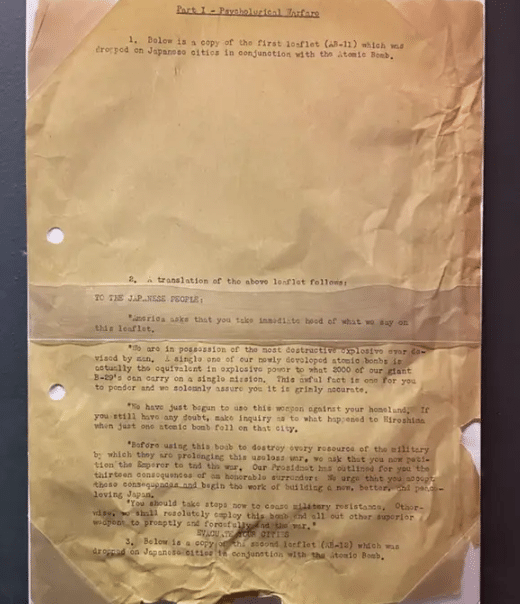 Part I - Psychological Warfare
1. Below is a copy of the first leaflet (AB-11) which was
dropped on Japanese cities in conjunction with the Atomic Bomb.
2. A translation of the above leaflet follows:
TO THE JAPANESE PEOPLE:
"America asks that you take immediate heed of what we say on
this leaflet.
"We are in possession of the most destructive explosive ever de-
vised by man. A single one of our newly developed atomic bombs is
actually the equivalent in explosive power to what 2000 of our giant
B-29's can carry on a single mission. This awful fact is one for you
to ponder and we solemnly assure you it is grimly accurate.
"We have just begun to use this weapon against your homeland. If
you still have any doubt, make inquiry as to what happened to Hiroshima
when just one atomic bomb fell on that city.
"Before using this bomb to destroy every resource of the military
by which they are prolonging this useless war, we ask that you now peti-
tion the Emperor to end the war. Our President has outlined for you the
thirteen consequences of an honorable surrender: We urge that you accept
these consequences and begin the work of building a new, better, and peace
loving Japan.
"You should take steps now to cease military resistance. Other-
wise, we shall resolutely employ this bomb and all our other superior
weapons to promptly and forcefully end the war."
EVACUATE YOUR CITIES
3. Below is a copy of the second leaflet (AB-12) which was
dropped on Japanese cities in conjunction with the Atomic Bomb.